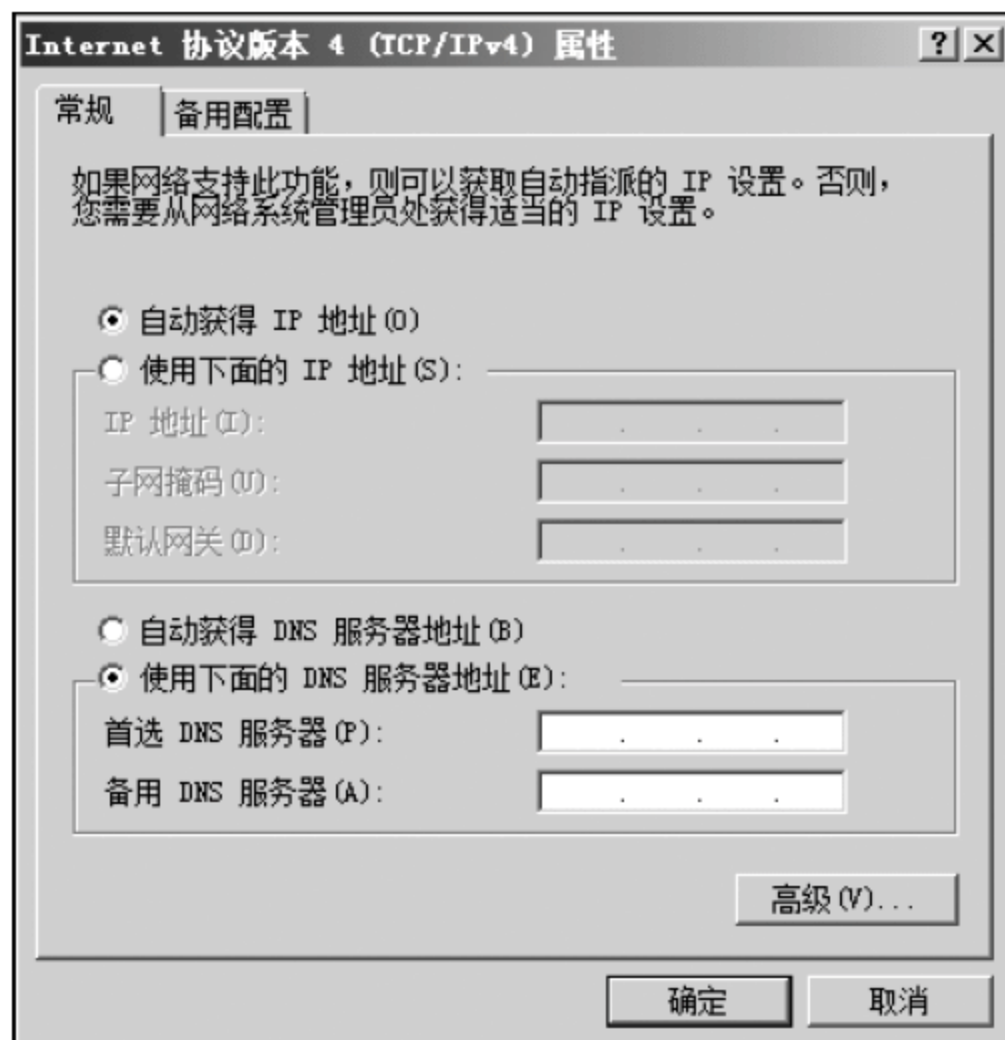 Internet 协议版本 4 (TCP/IPv4) 属性
常规
备用配置
如果网络支持此功能，则可以获取自动指派的 IP 设置。否则，
您需要从网络系统管理员处获得适当的 IP 设置。
自动获得 IP 地址(O)
使用下面的 IP 地址(S):
IP 地址(I):
子网掩码(U):
默认网关(D):
自动获得 DNS 服务器地址(B)
使用下面的 DNS 服务器地址(E):
首选 DNS 服务器(P):
备用 DNS 服务器(A):
高级(V)...
确定
取消